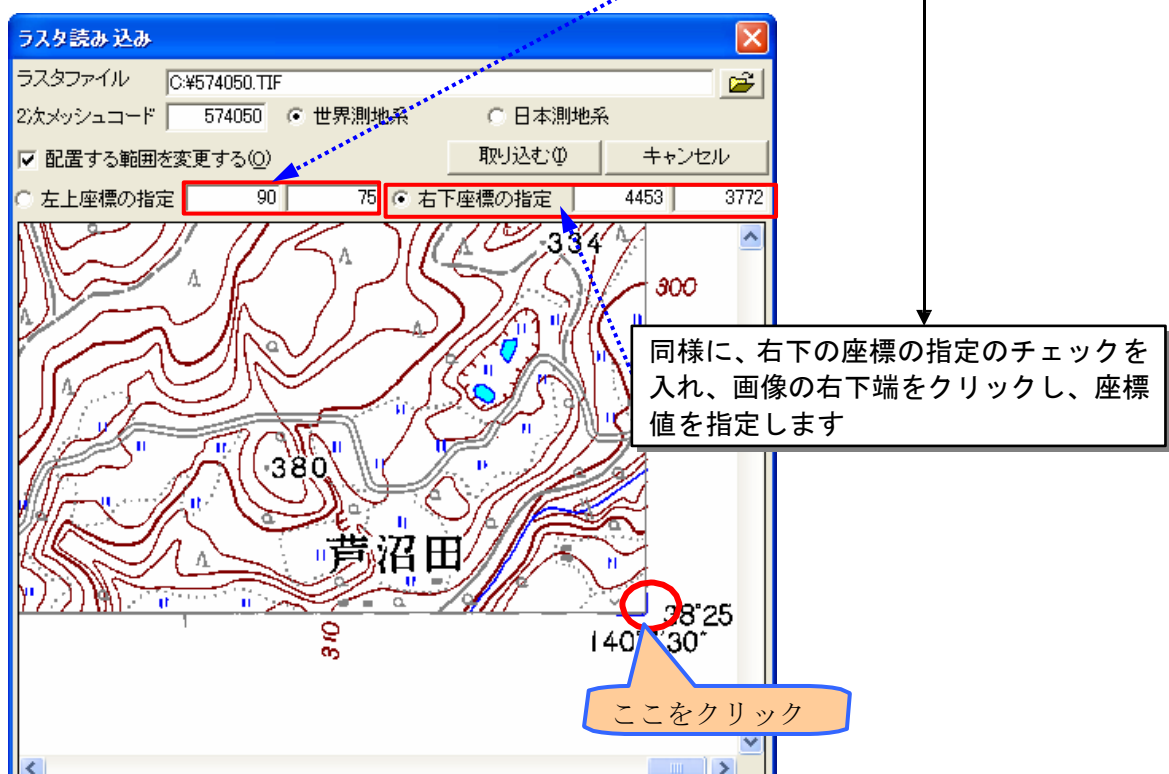 ラスタ読み込み
ラスタファイル C:¥574050.TIF
2次メッシュコード 574050 世界測地系 日本測地系
配置する範囲を変更する(O) 取り込む(I) キャンセル
左上座標の指定 90 75 右下座標の指定 4453 3772
334
300
同様に、右下の座標の指定のチェックを
入れ、画像の右下端をクリックし、座標
値を指定します
380
芦沼田
38°25
310
ここをクリック